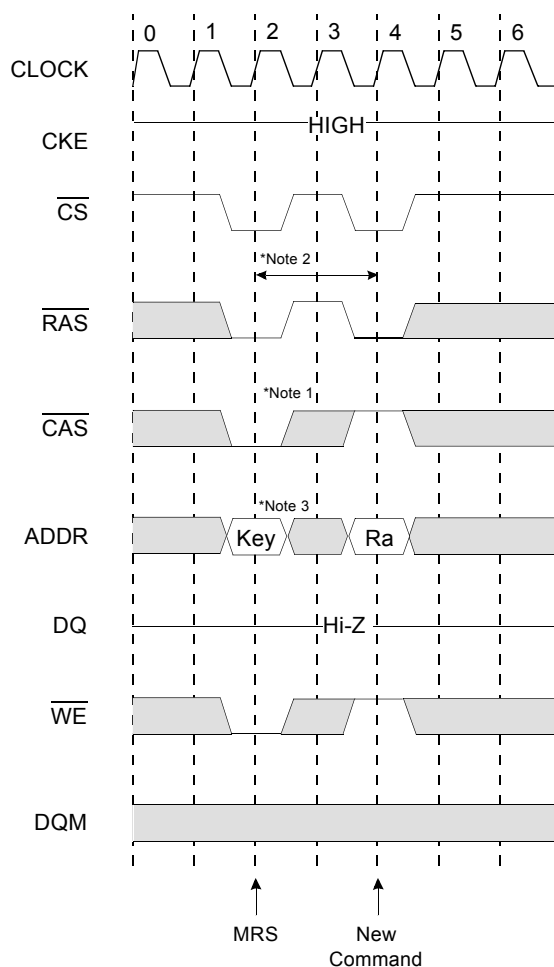 0 1 2 3 4 5 6
CLOCK
CKE
HIGH
CS
*Note 2
RAS
*Note 1
CAS
*Note 3
ADDR
Key
Ra
DQ
Hi-Z
WE
DQM
MRS
New
Command